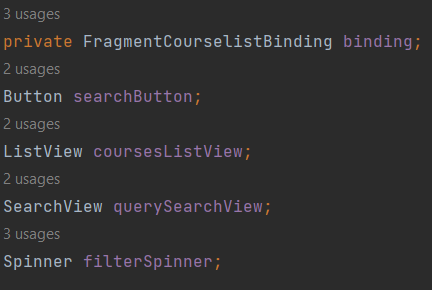 3 usages
private FragmentCourselistBinding binding;
2 usages
Button searchButton;
2 usages
ListView coursesListView;
2 usages
SearchView querySearchView;
3 usages
Spinner filterSpinner;